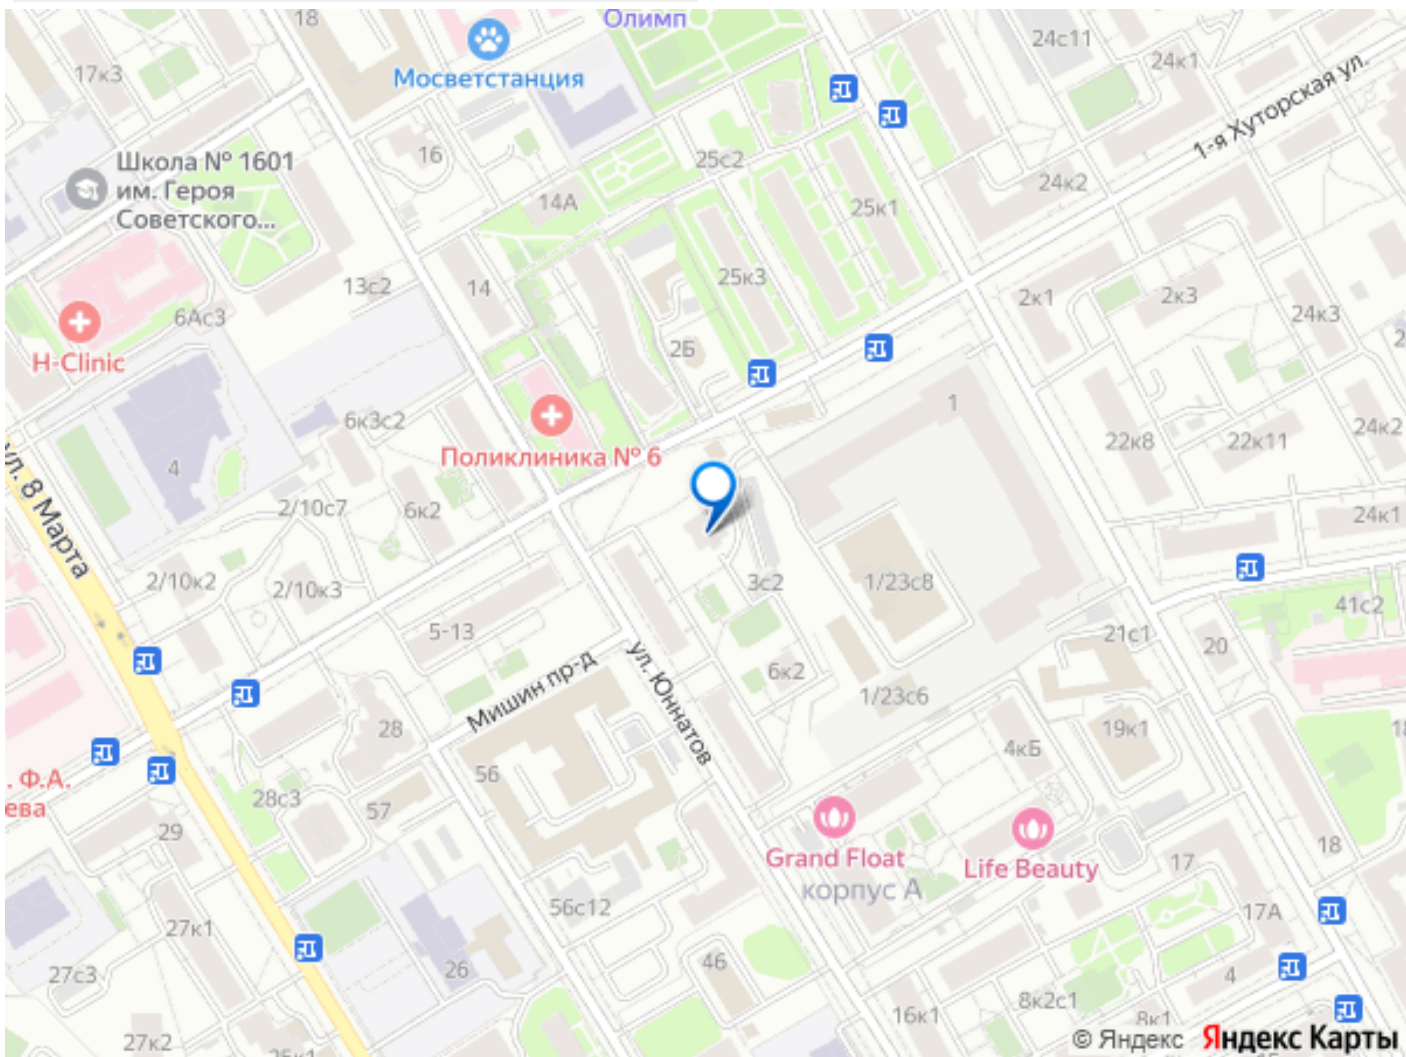 Олимп
18
24с11
24к1
17к3
Мосветстанция
1-я Хуторская ул.
16
25с2
Школа № 1601
им. Героя
Советского...
24к2
14А
25к1
13с2
14
25к3
2к1
2к3
24к3
6Ас3
H-Clinic
2Б
2
6к3с2
1
22к8
22к11
24к2
Поликлиника № 6
4
ул. 8 Марта
2/10с7
6к2
24к1
2/10к2
2/10к3
3с2
1/23с8
41с2
5-13
21с1
20
Мишин пр-д
ул. Юннатов
6к2
1/23с6
28
19к1
4кБ
56
. Ф.А.
ева
28с3
57
29
18
Grand Float
корпус А
Life Beauty
17
56с12
17А
27к1
46
26
27с3
4
8к2с1
16к1
8к1
27к2
25к1
© Яндекс Яндекс Карты